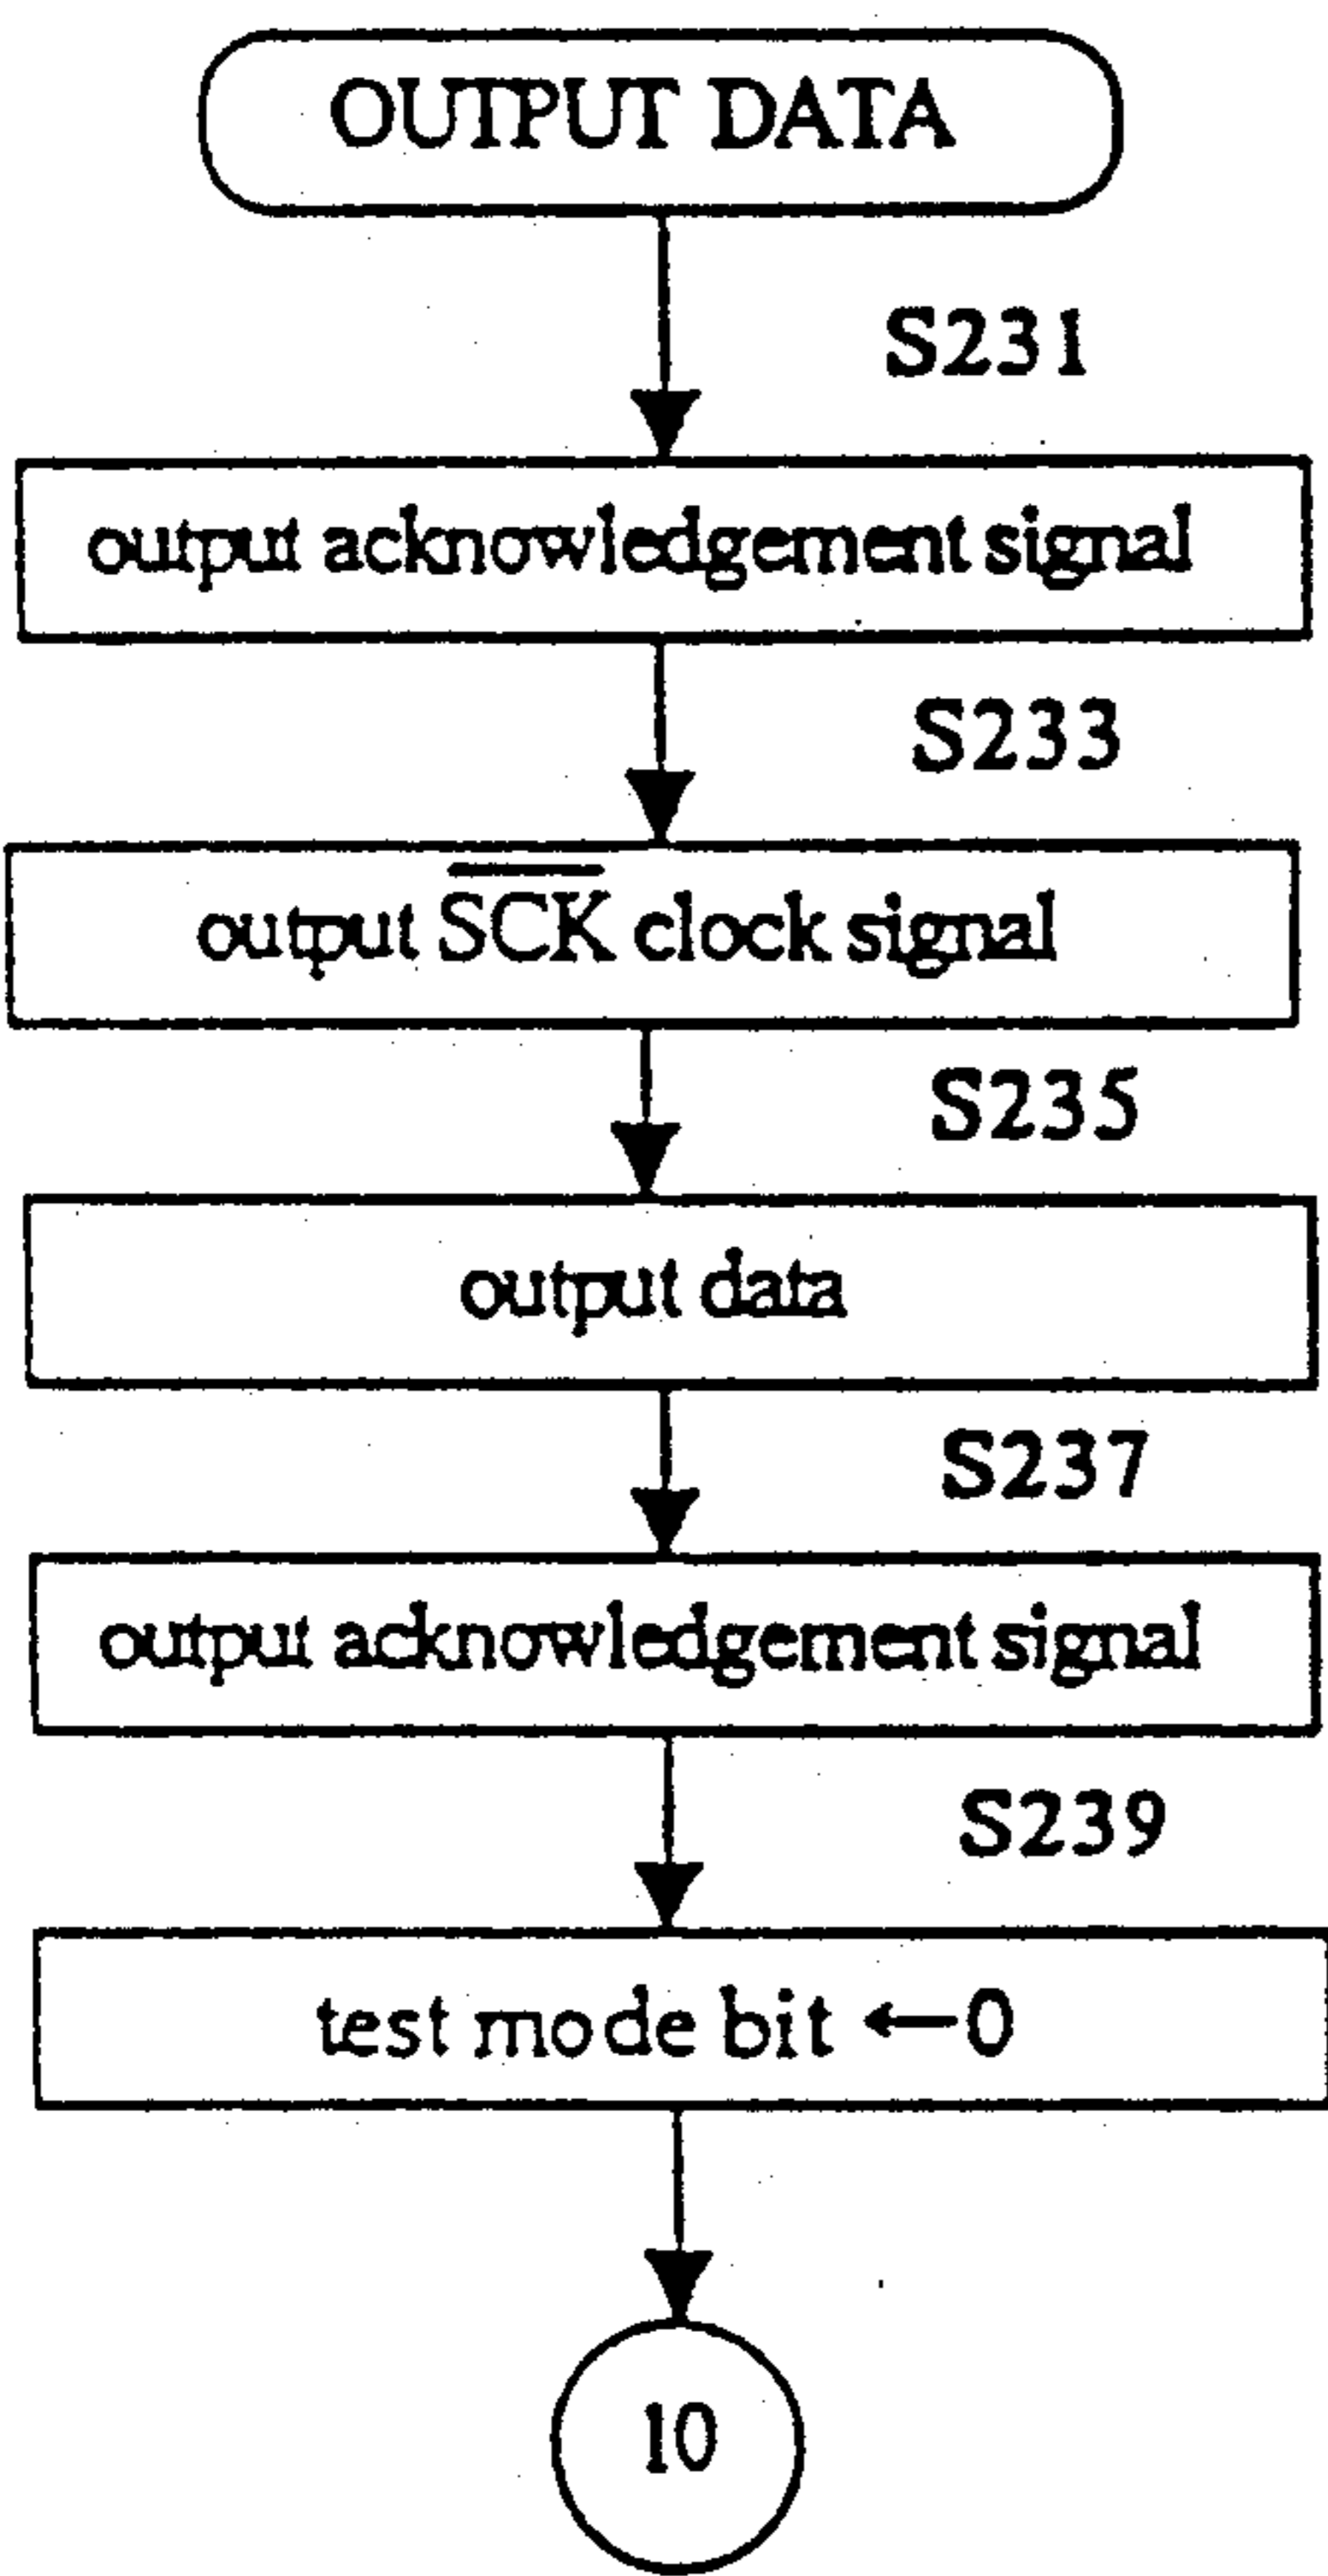 OUTPUT DATA
S231
output acknowledgement signal
S233
output S̅C̅K̅ clock signal
S235
output data
S237
output acknowledgement signal
S239
test mode bit ←0
10